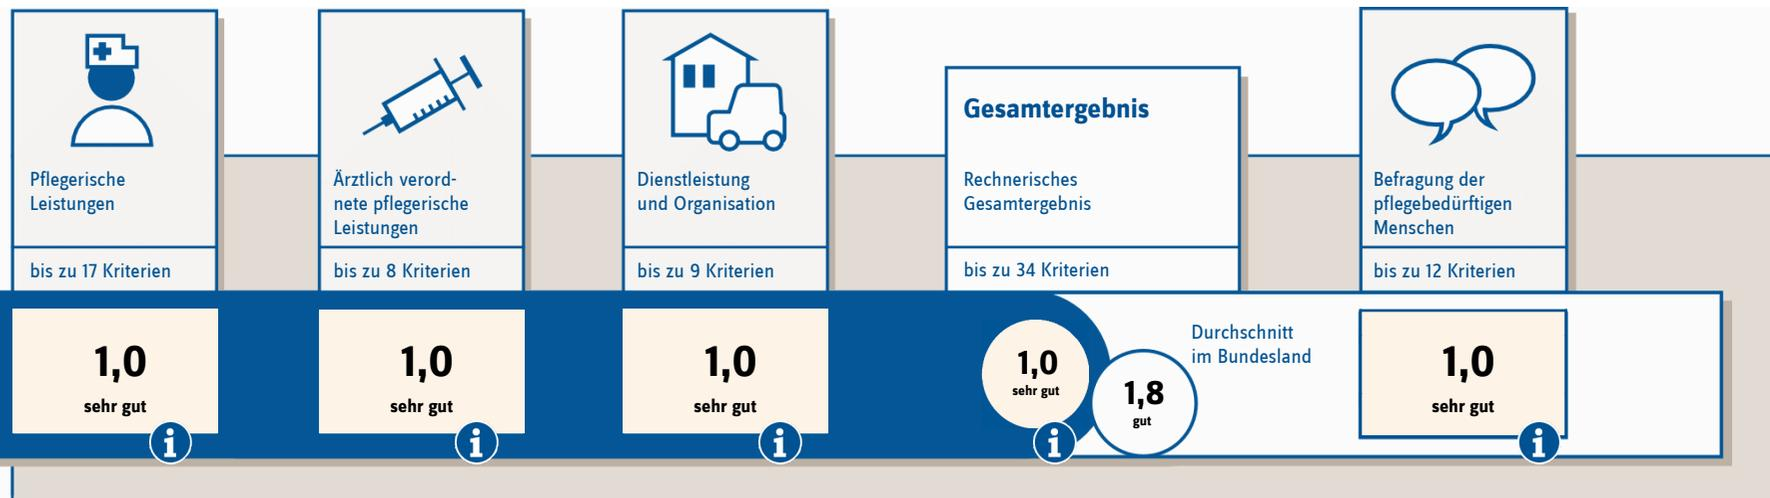 Pflegerische
Leistungen
bis zu 17 Kriterien
1,0
sehr gut
Ärztlich verord-
nete pflegerische
Leistungen
bis zu 8 Kriterien
1,0
sehr gut
Dienstleistung
und Organisation
bis zu 9 Kriterien
1,0
sehr gut
Gesamtergebnis
Rechnerisches
Gesamtergebnis
bis zu 34 Kriterien
1,0
sehr gut
1,8
gut
Durchschnitt
im Bundesland
Befragung der
pflegebedürftigen
Menschen
bis zu 12 Kriterien
1,0
sehr gut